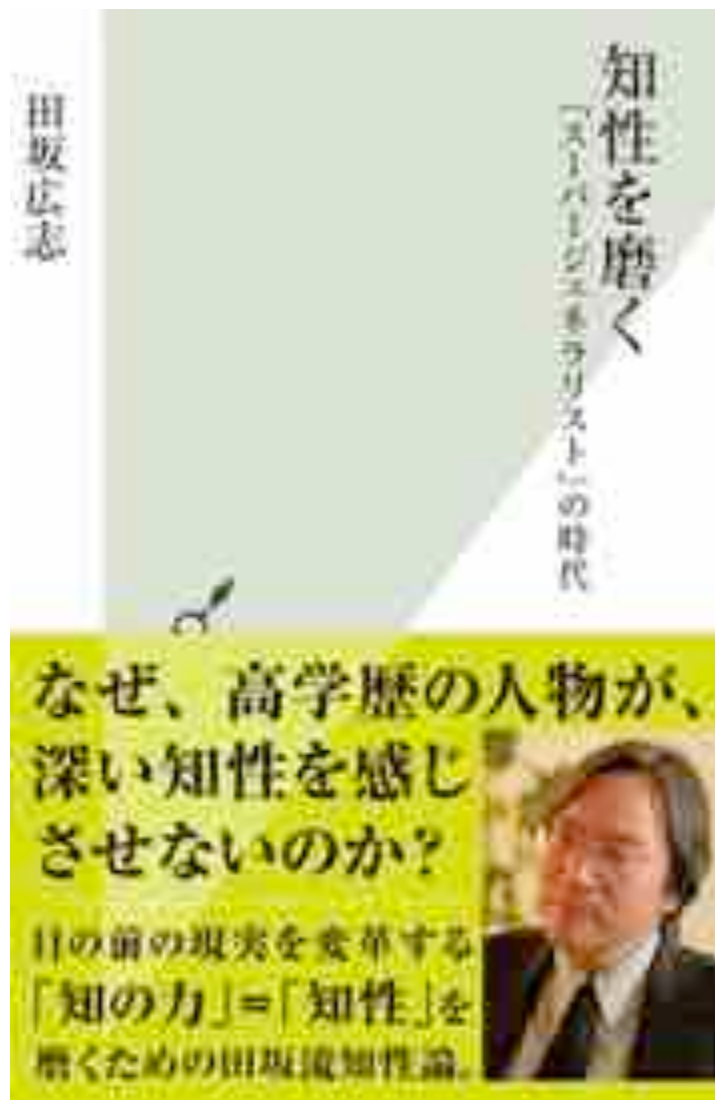 知性を磨く
「スーパージェネラリスト」の時代
田坂広志
なぜ、高学歴の人物が、
深い知性を感じ
させないのか?
目の前の現実を変革する
「知の力」=「知性」を
磨くための田坂流知性論。